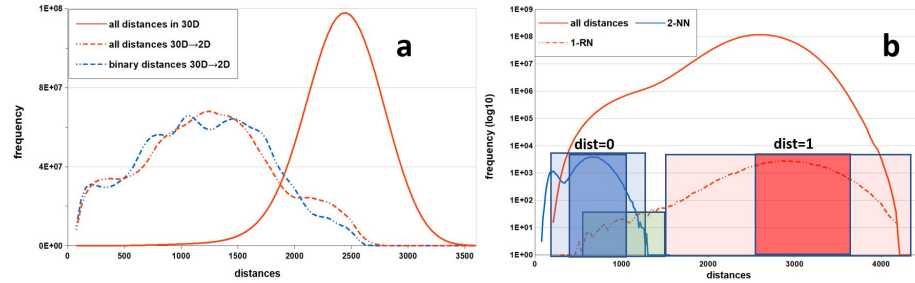 1E+08
8E+07
4E+07
0E+00
frequency
all distances in 30D
all distances 30D→2D
binary distances 30D→2D
a
0
500
1000
1500
2000
2500
3000
3500
distances
1E+09
1E+08
1E+07
1E+06
1E+05
1E+04
1E+03
1E+02
1E+01
1E+00
frequency (log10)
all distances
2-NN
1-RN
b
dist=0
dist=1
0
1000
2000
3000
4000
distances